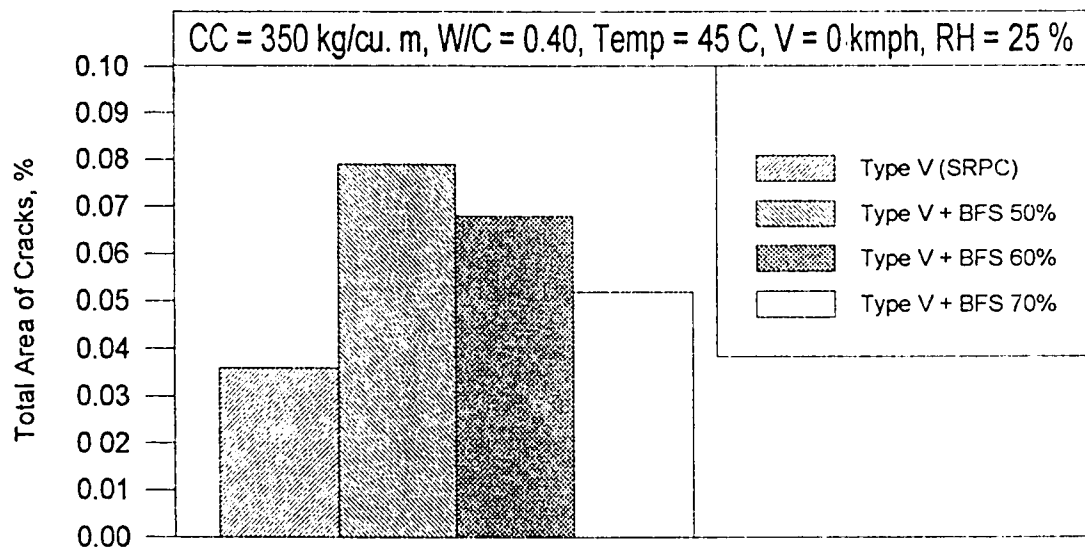 CC = 350 kg/cu. m, W/C = 0.40, Temp = 45 C, V = 0 kmph, RH = 25 %
Total Area of Cracks, %
0.10
0.09
0.08
0.07
0.06
0.05
0.04
0.03
0.02
0.01
0.00
Type V (SRPC)
Type V + BFS 50%
Type V + BFS 60%
Type V + BFS 70%